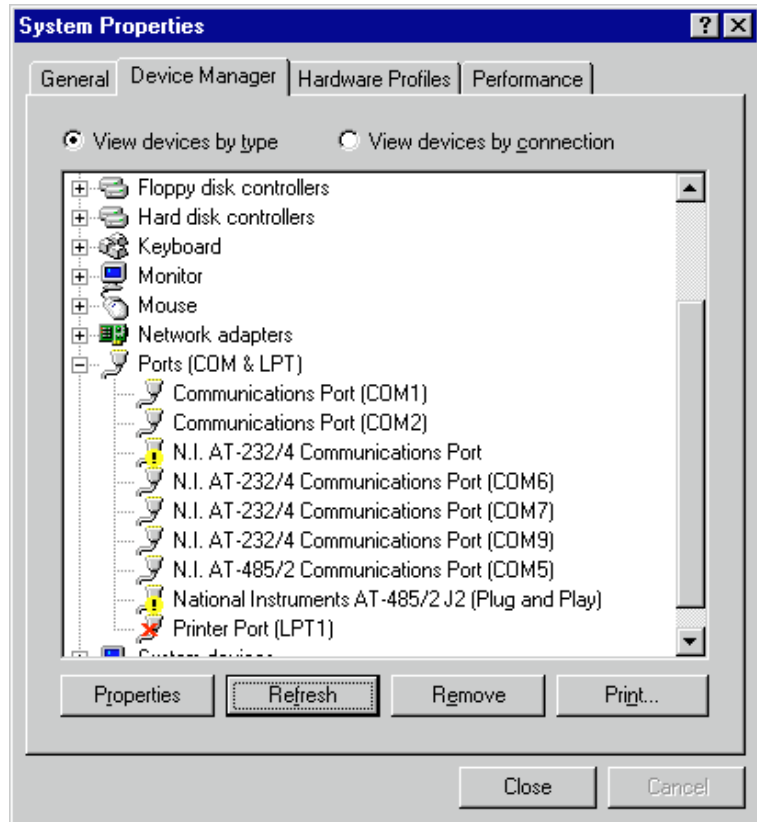 System Properties
General Device Manager Hardware Profiles Performance
View devices by type View devices by connection
Floppy disk controllers
Hard disk controllers
Keyboard
Monitor
Mouse
Network adapters
Ports (COM & LPT)
Communications Port (COM1)
Communications Port (COM2)
N.I. AT-232/4 Communications Port
N.I. AT-232/4 Communications Port (COM6)
N.I. AT-232/4 Communications Port (COM7)
N.I. AT-232/4 Communications Port (COM9)
N.I. AT-485/2 Communications Port (COM5)
National Instruments AT-485/2 J2 (Plug and Play)
Printer Port (LPT1)
System devices
Properties Refresh Remove Print...
Close Cancel